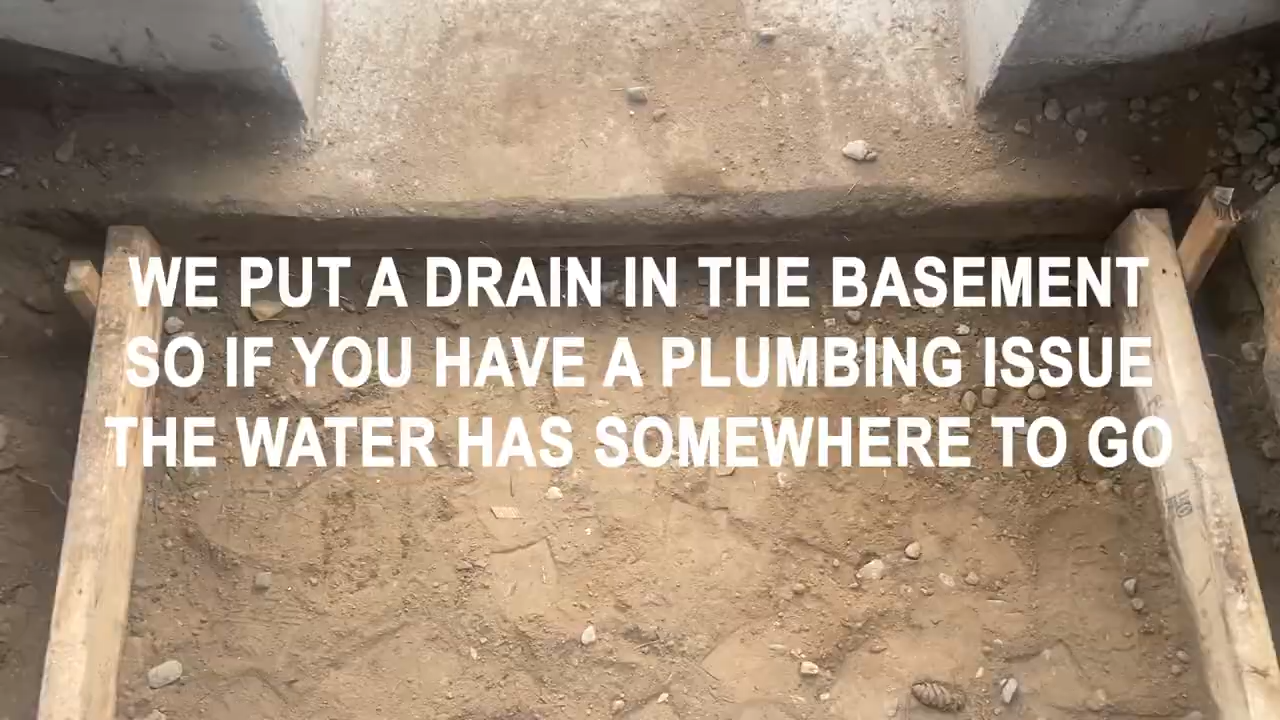 WE PUT A DRAIN IN THE BASEMENT
SO IF YOU HAVE A PLUMBING ISSUE
THE WATER HAS SOMEWHERE TO GO